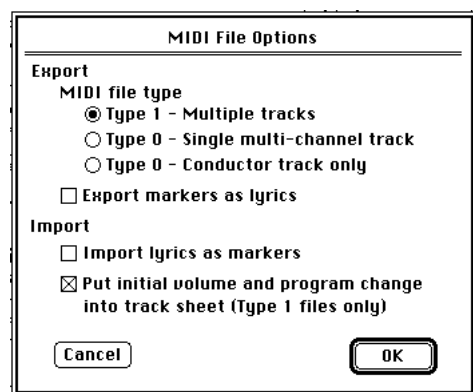 MIDI File Options
Export
MIDI file type
Type 1 - Multiple tracks
Type 0 - Single multi-channel track
Type 0 - Conductor track only
Export markers as lyrics
Import
Import lyrics as markers
Put initial volume and program change
into track sheet (Type 1 files only)
Cancel
OK